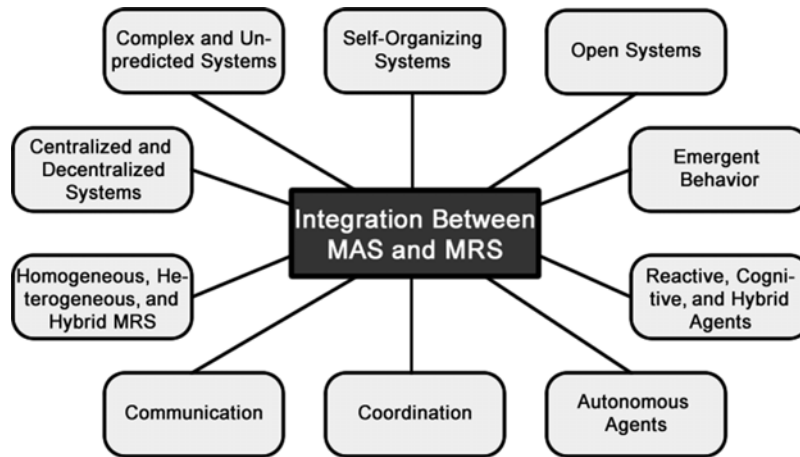 Complex and Un-
predicted Systems
Self-Organizing
Systems
Open Systems
Centralized and
Decentralized
Systems
Emergent
Behavior
Integration Between
MAS and MRS
Homogeneous, He-
terogeneous, and
Hybrid MRS
Reactive, Cogni-
tive, and Hybrid
Agents
Communication
Coordination
Autonomous
Agents